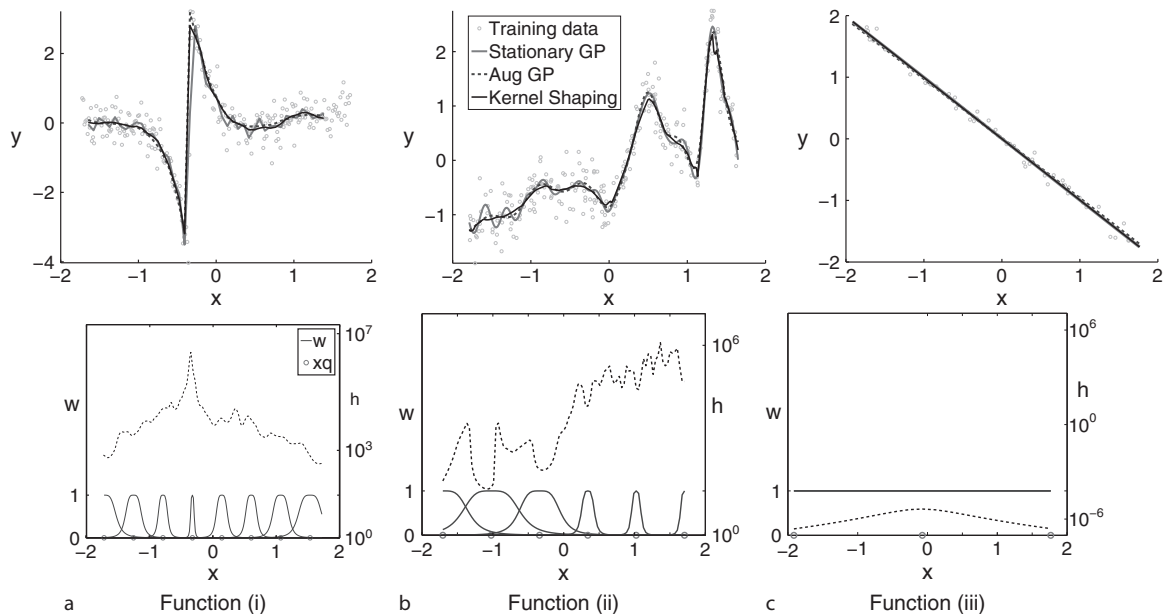 2
0
−2
−4
y
−2 −1 0 1 2
x
2
1
0
−1
y
−2 −1 0 1 2
x
Training data
Stationary GP
Aug GP
Kernel Shaping
2
1
0
−1
−2
y
−2 −1 0 1 2
x
w
1
0
10^7
h
10^3
10^0
w
xq
−2 −1 0 1 2
x
a Function (i)
w
1
0
10^6
h
10^0
−2 −1 0 1 2
x
b Function (ii)
w
1
0
10^6
h
10^0
10^−6
−2 −1 0 1 2
x
c Function (iii)